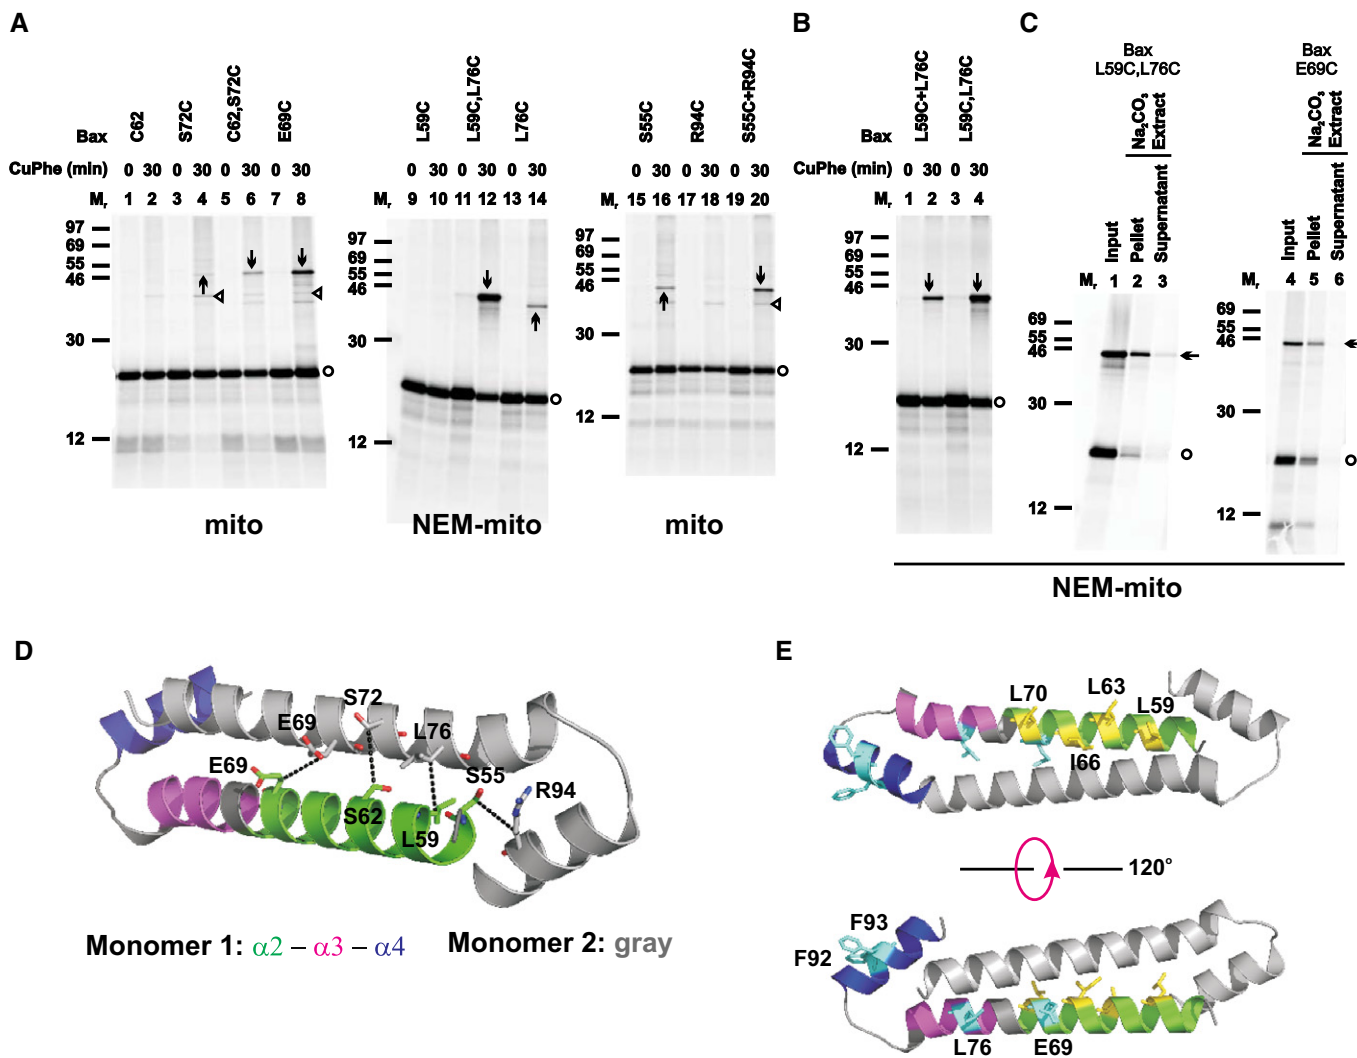 A
Bax
C62
S72C
C62,S72C
E69C
L59C
L59C,L76C
L76C
S55C
R94C
S55C+R94C
CuPhe (min) 0 30 0 30 0 30 0 30
0 30 0 30 0 30
0 30 0 30 0 30
Mr 1 2 3 4 5 6 7 8
Mr 9 10 11 12 13 14
Mr 15 16 17 18 19 20
97
69
55
46
30
12
97
69
55
46
30
12
97
69
55
46
30
12
mito
NEM-mito
mito
B
L59C+L76C
L59C,L76C
0 30 0 30
Mr 1 2 3 4
97
69
55
46
30
12
C
Bax
L59C,L76C
Na2CO3
Extract
Input
Pellet
Supernatant
Mr 1 2 3
69
55
46
30
12
Bax
E69C
Na2CO3
Extract
Input
Pellet
Supernatant
Mr 4 5 6
69
55
46
30
12
NEM-mito
D
S72
E69
L76
E69
S55
R94
S62
L59
Monomer 1: α2 – α3 – α4
Monomer 2: gray
E
L70
L63
L59
I66
120°
F93
F92
L76
E69